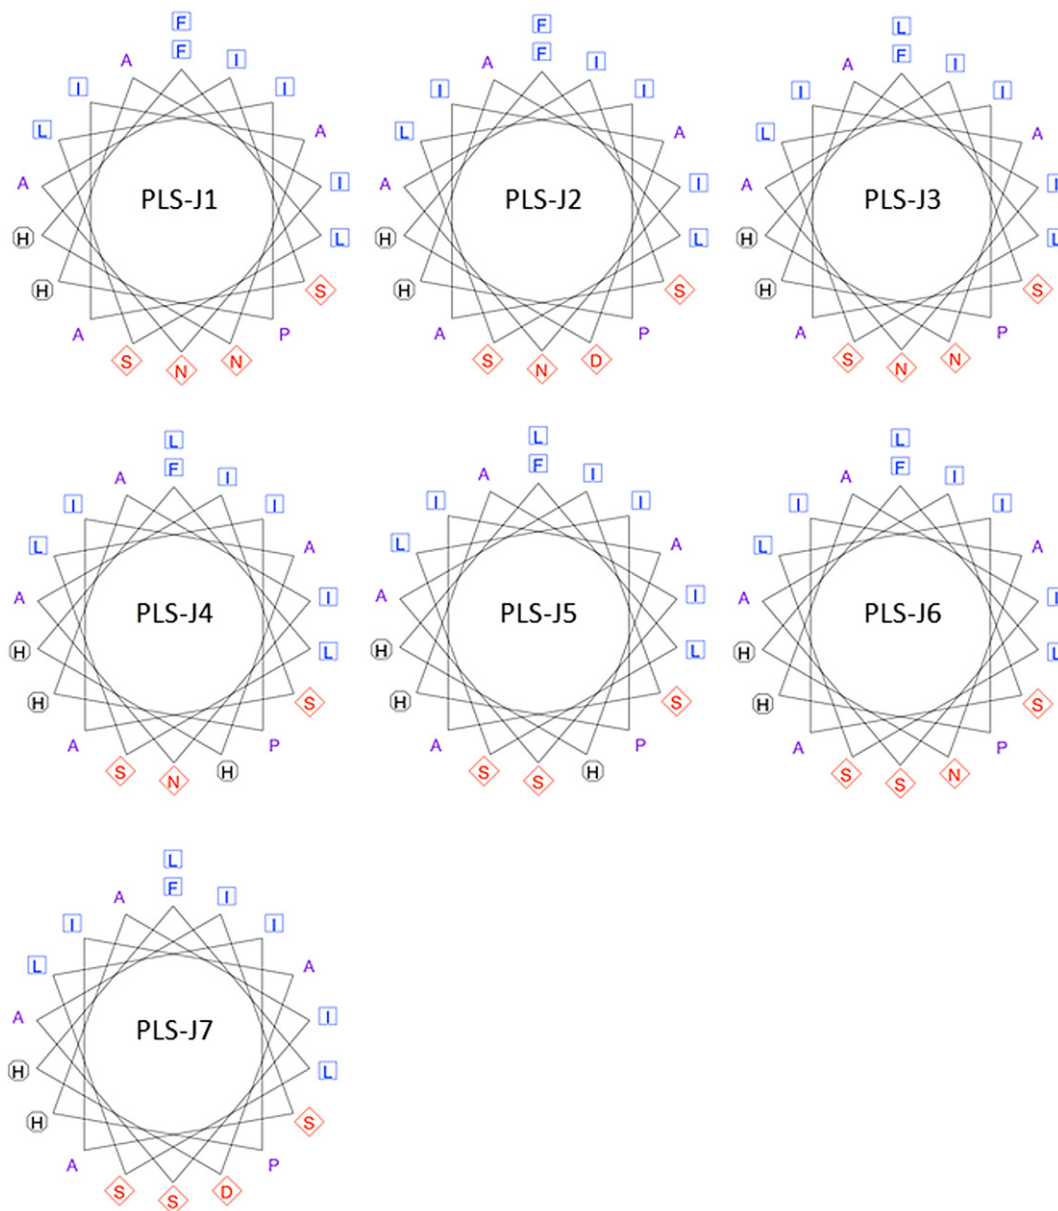 F
A F I
I I
L A
A I
PLS-J1
H L
H S
A P
S N N
F
A F I
I I
L A
A I
PLS-J2
H L
H S
A P
S N D
L
A F I
I I
L A
A I
PLS-J3
H L
H S
A P
S N N
L
A F I
I I
L A
A I
PLS-J4
H L
H S
A P
S N H
L
A F I
I I
L A
A I
PLS-J5
H L
H S
A P
S S H
L
A F I
I I
L A
A I
PLS-J6
H L
H S
A P
S S N
L
A F I
I I
L A
A I
PLS-J7
H L
H S
A P
S S D